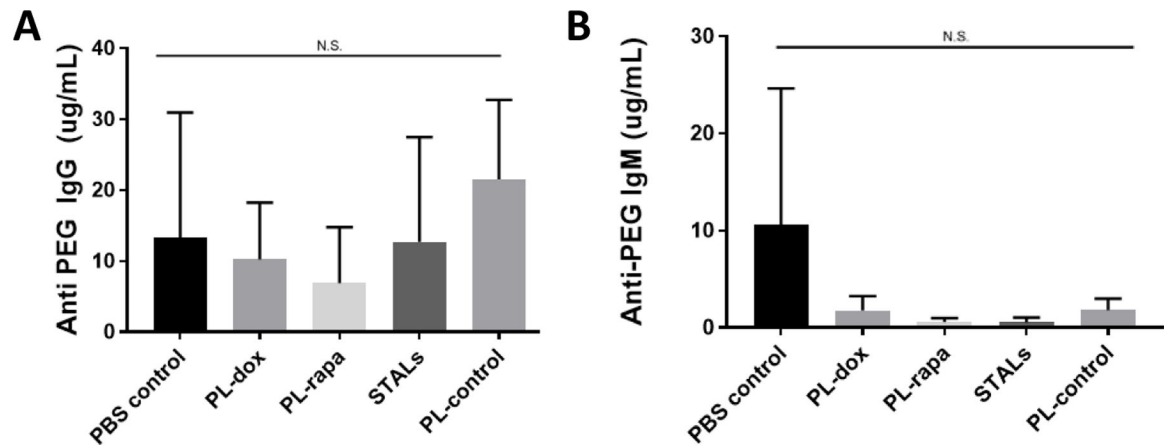 A
Anti PEG IgG (ug/mL)
40
30
20
10
0
N.S.
PBS control
PL-dox
PL-rapa
STALs
PL-control
B
Anti-PEG IgM (ug/mL)
30
20
10
0
N.S.
PBS control
PL-dox
PL-rapa
STALs
PL-control